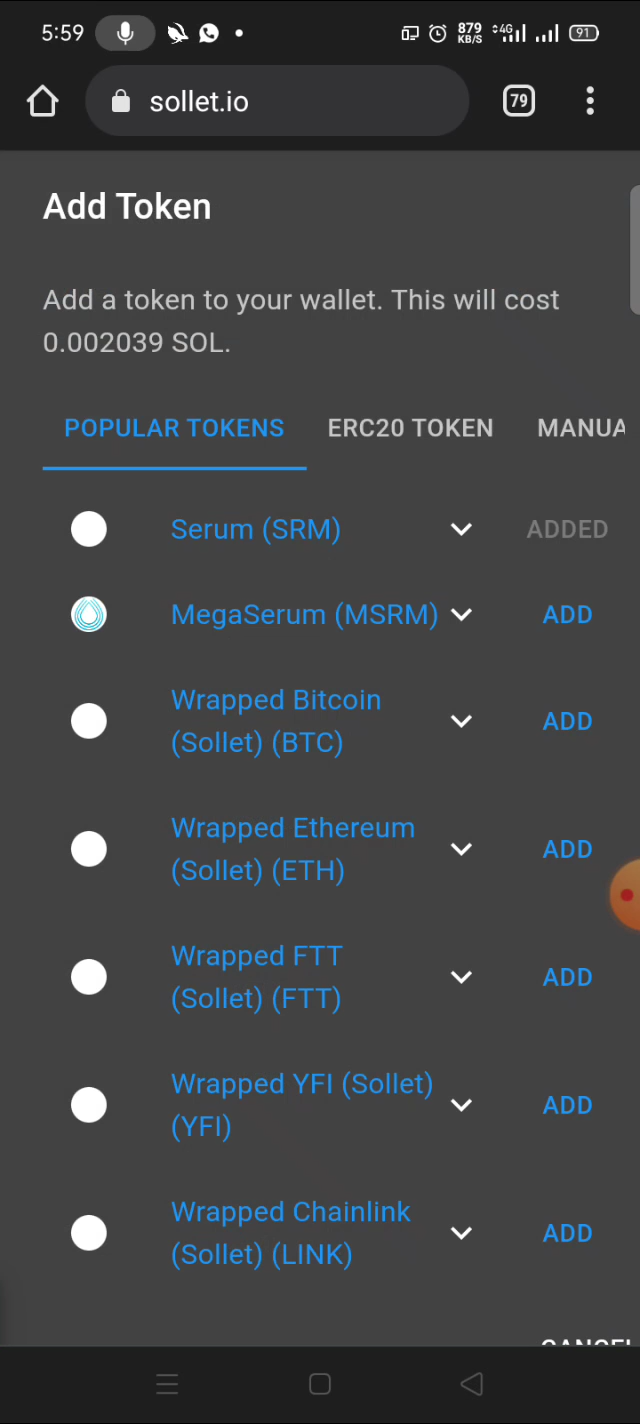 5:59
879
KB/S
4G
91
sollet.io
79
Add Token
Add a token to your wallet. This will cost
0.002039 SOL.
POPULAR TOKENS
ERC20 TOKEN
MANUA
Serum (SRM)
ADDED
MegaSerum (MSRM)
ADD
Wrapped Bitcoin
(Sollet) (BTC)
ADD
Wrapped Ethereum
(Sollet) (ETH)
ADD
Wrapped FTT
(Sollet) (FTT)
ADD
Wrapped YFI (Sollet)
(YFI)
ADD
Wrapped Chainlink
(Sollet) (LINK)
ADD